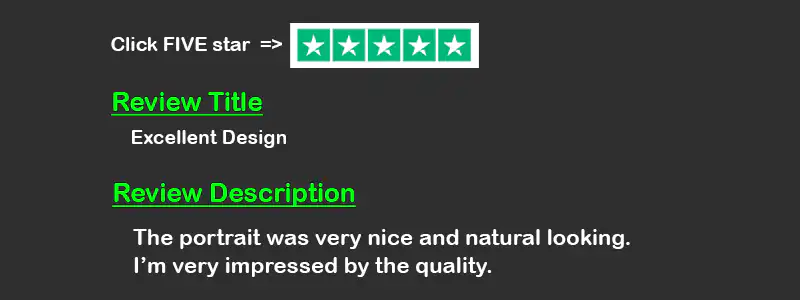 Click FIVE star =>
Review Title
Excellent Design
Review Description
The portrait was very nice and natural looking.
I’m very impressed by the quality.